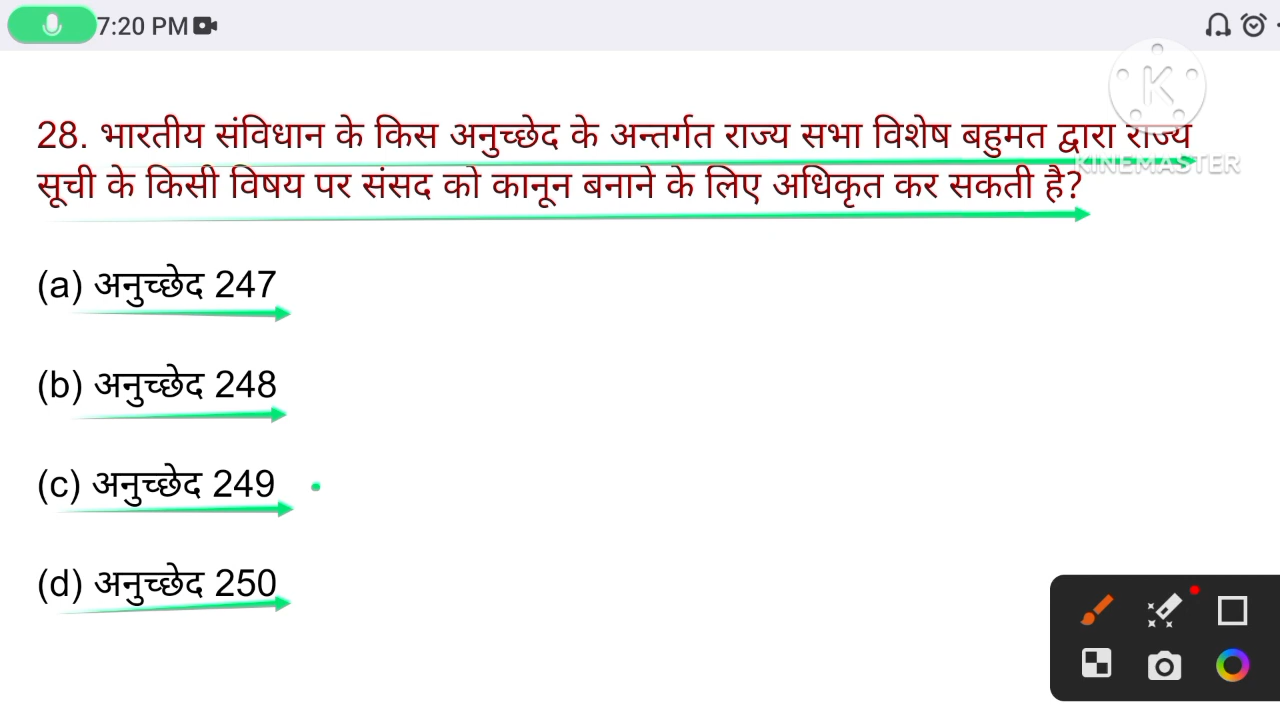 7:20 PM
K
28. भारतीय संविधान के किस अनुच्छेद के अन्तर्गत राज्य सभा विशेष बहुमत द्वारा राज्य
KINEMASTER
सूची के किसी विषय पर संसद को कानून बनाने के लिए अधिकृत कर सकती है?
(a) अनुच्छेद 247
(b) अनुच्छेद 248
(c) अनुच्छेद 249
(d) अनुच्छेद 250